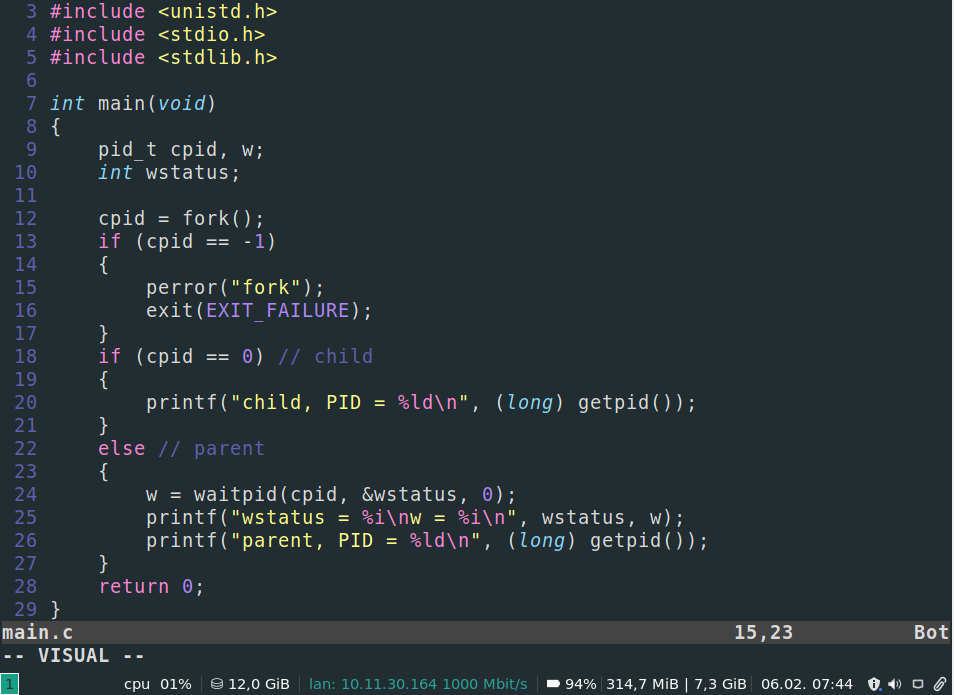 3 #include <unistd.h>
4 #include <stdio.h>
5 #include <stdlib.h>
6
7 int main(void)
8 {
9     pid_t cpid, w;
10     int wstatus;
11
12     cpid = fork();
13     if (cpid == -1)
14     {
15         perror("fork");
16         exit(EXIT_FAILURE);
17     }
18     if (cpid == 0) // child
19     {
20         printf("child, PID = %ld\n", (long) getpid());
21     }
22     else // parent
23     {
24         w = waitpid(cpid, &wstatus, 0);
25         printf("wstatus = %i\nw = %i\n", wstatus, w);
26         printf("parent, PID = %ld\n", (long) getpid());
27     }
28     return 0;
29 }
main.c 15,23 Bot
-- VISUAL --
1 cpu 01% 12,0 GiB lan: 10.11.30.164 1000 Mbit/s 94% 314,7 MiB | 7,3 GiB 06.02. 07:44